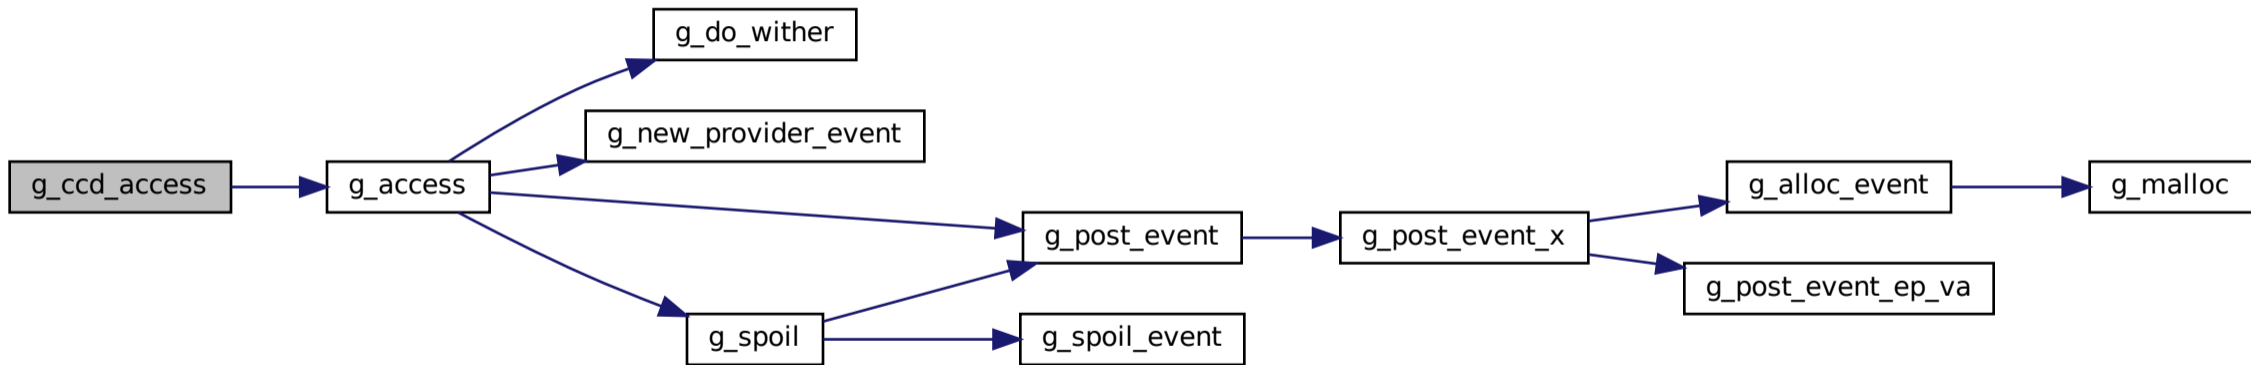 g_do_wither
g_new_provider_event
g_ccd_access
g_access
g_alloc_event
g_malloc
g_post_event
g_post_event_x
g_post_event_ep_va
g_spoil
g_spoil_event